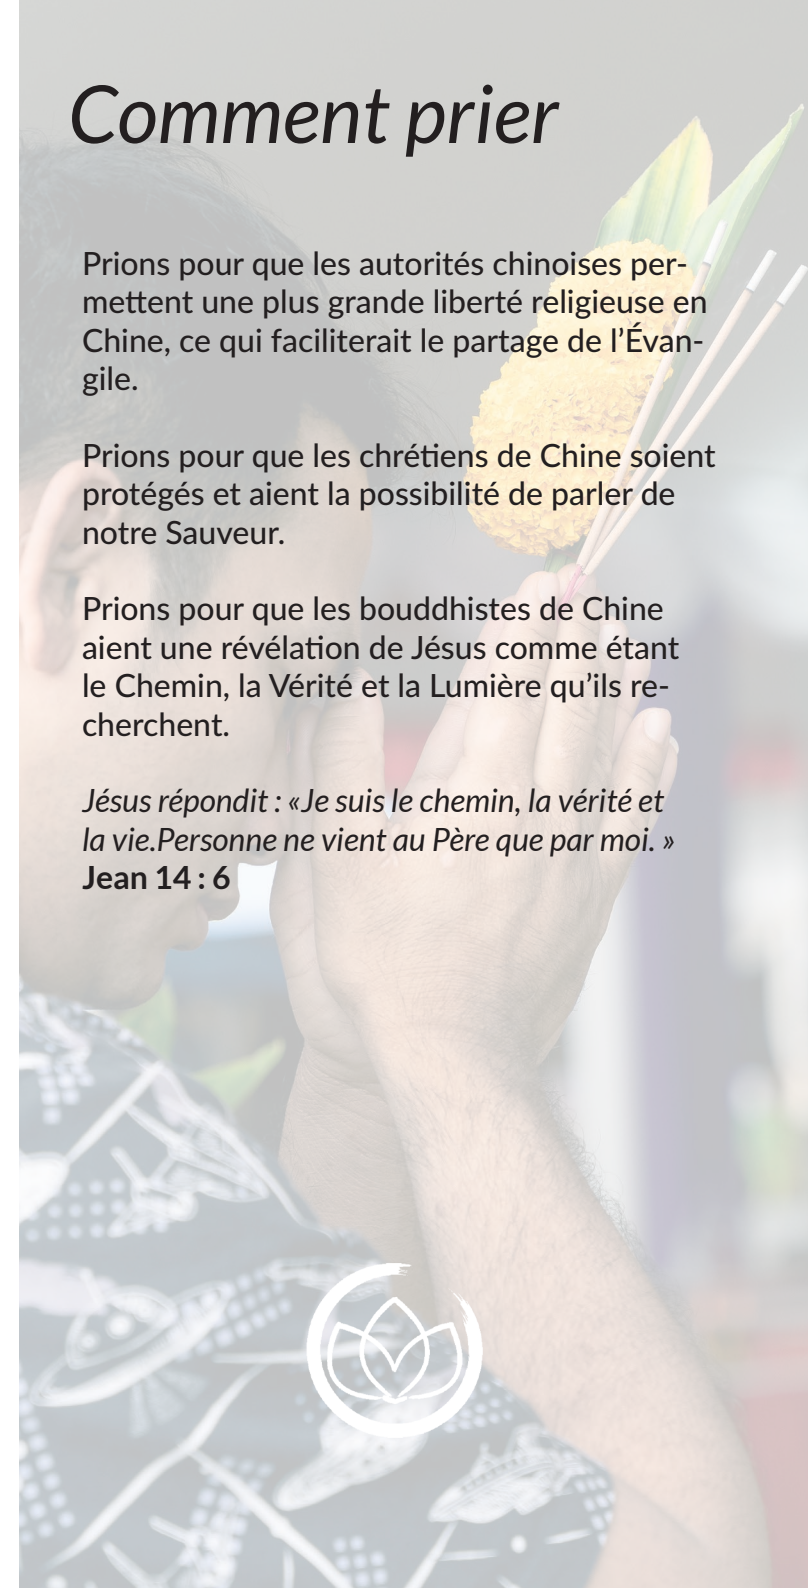 Comment prier
Prions pour que les autorités chinoises per-
mettent une plus grande liberté religieuse en
Chine, ce qui faciliterait le partage de l’Évan-
gile.
Prions pour que les chrétiens de Chine soient
protégés et aient la possibilité de parler de
notre Sauveur.
Prions pour que les bouddhistes de Chine
aient une révélation de Jésus comme étant
le Chemin, la Vérité et la Lumière qu’ils re-
cherchent.
Jésus répondit : «Je suis le chemin, la vérité et
la vie.Personne ne vient au Père que par moi. »
Jean 14 : 6